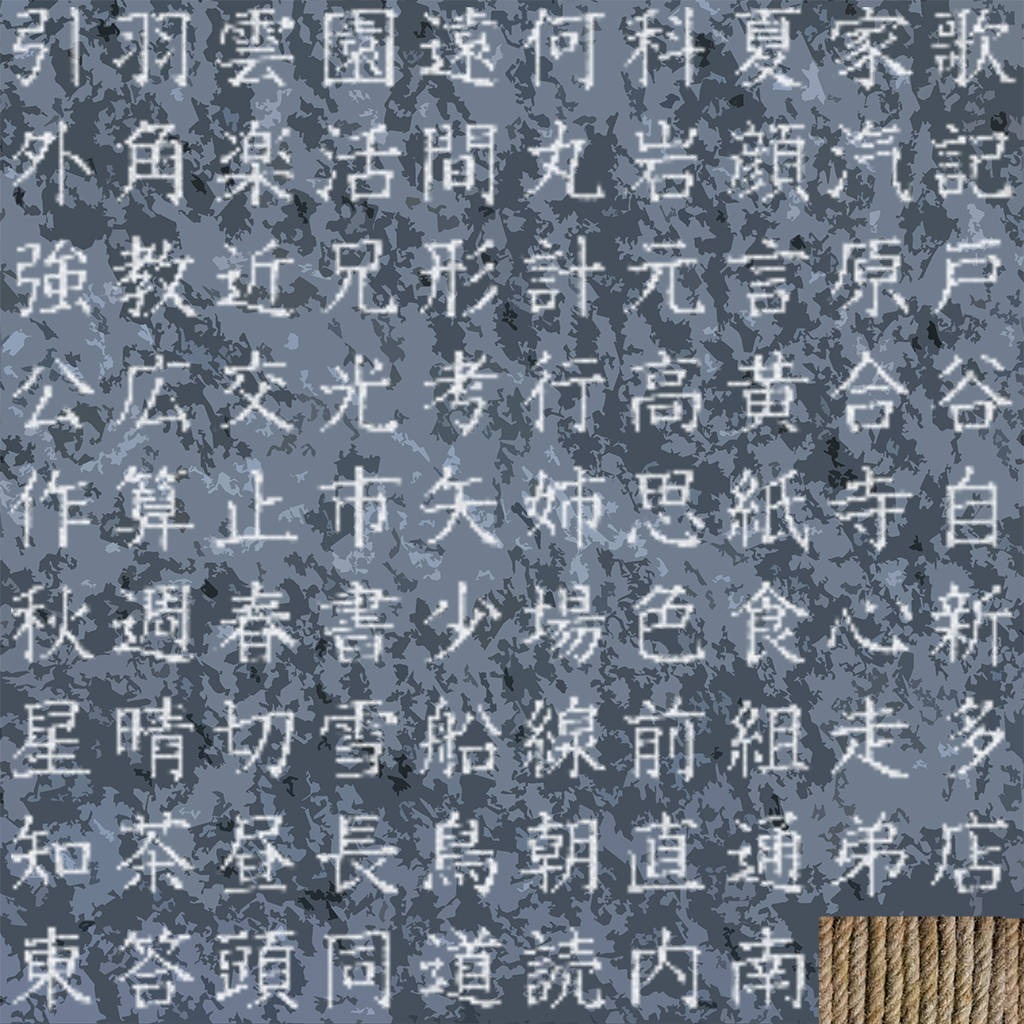 引羽雲園遠何科夏家歌
外角楽活間丸岩顔汽記
強教近兄形計元言原戸
公広交光考行高黄合谷
作算止市矢姉思紙寺自
秋週春書少場色食心新
星晴切雪船線前組走多
知茶昼長鳥朝直通弟店
東答頭同道読内南